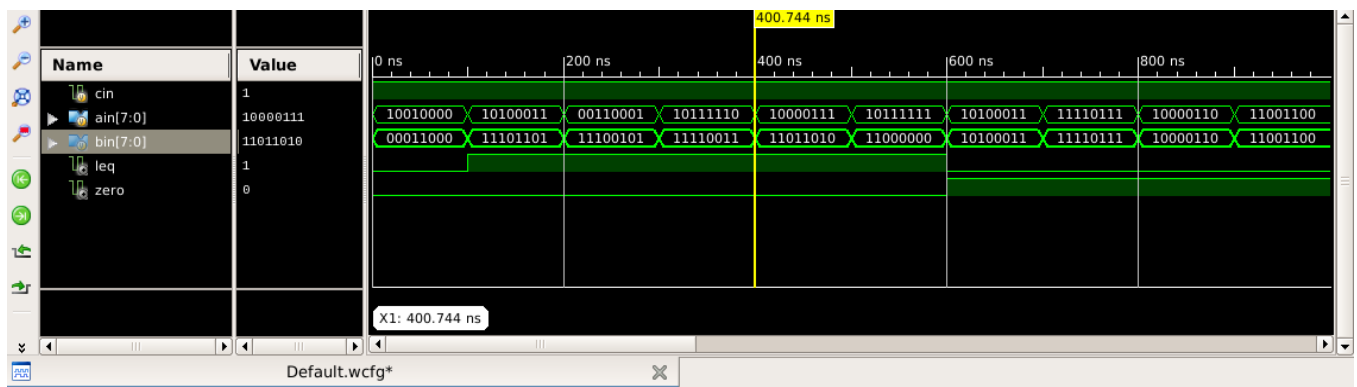 400.744 ns
Name Value 0 ns 200 ns 400 ns 600 ns 800 ns
cin 1
ain[7:0] 10000111 10010000 10100011 00110001 10111110 10000111 10111111 10100011 11110111 10000110 11001100
bin[7:0] 11011010 00011000 11101101 11100101 11110011 11011010 11000000 10100011 11110111 10000110 11001100
leq 1
zero 0
X1: 400.744 ns
Default.wcfg*